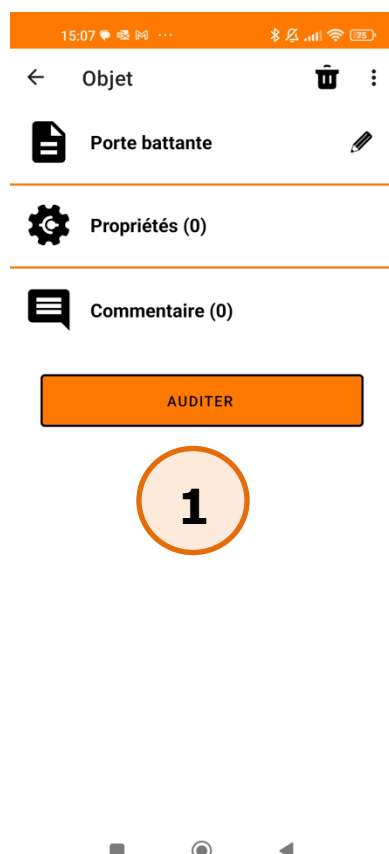 15:07 ... 75
Objet
Porte battante
Propriétés (0)
Commentaire (0)
AUDITER
1